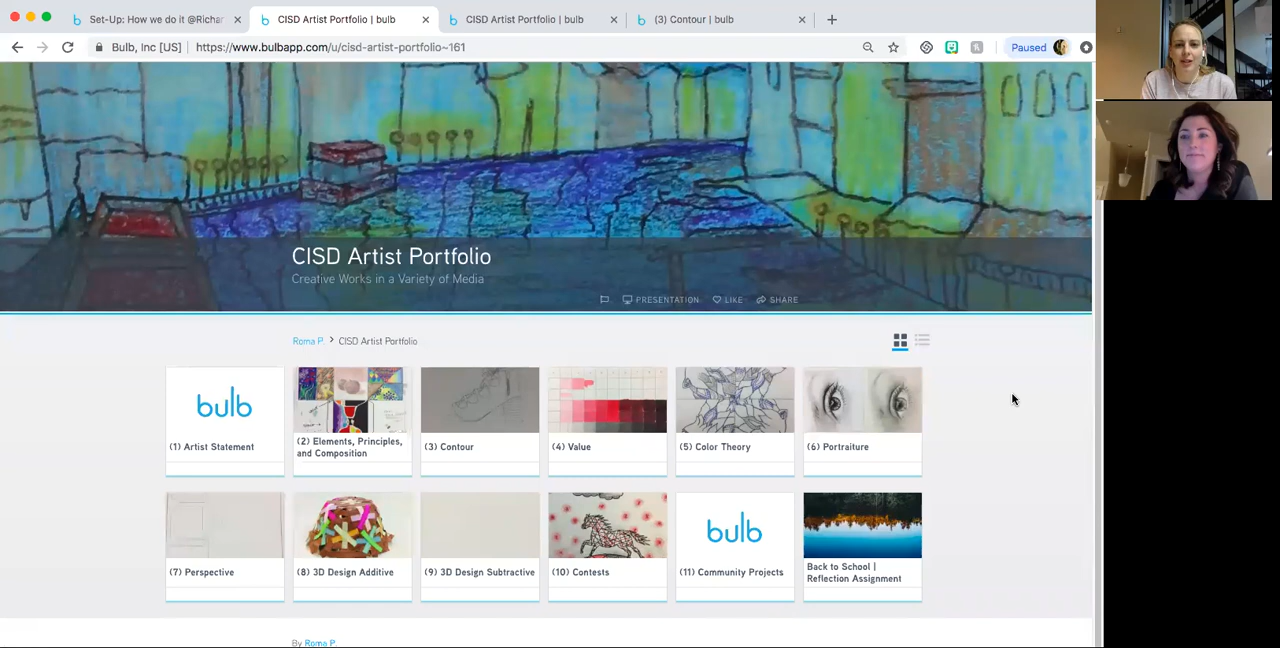 Set-Up: How we do it @Richar
CISD Artist Portfolio | bulb
CISD Artist Portfolio | bulb
(3) Contour | bulb
Bulb, Inc [US]
https://www.bulbapp.com/u/cisd-artist-portfolio~161
Paused
CISD Artist Portfolio
Creative Works in a Variety of Media
PRESENTATION
LIKE
SHARE
Roma P. > CISD Artist Portfolio
bulb
(1) Artist Statement
(2) Elements, Principles,
and Composition
(3) Contour
(4) Value
(5) Color Theory
(6) Portraiture
(7) Perspective
(8) 3D Design Additive
(9) 3D Design Subtractive
(10) Contests
bulb
(11) Community Projects
Back to School |
Reflection Assignment
By Roma P.